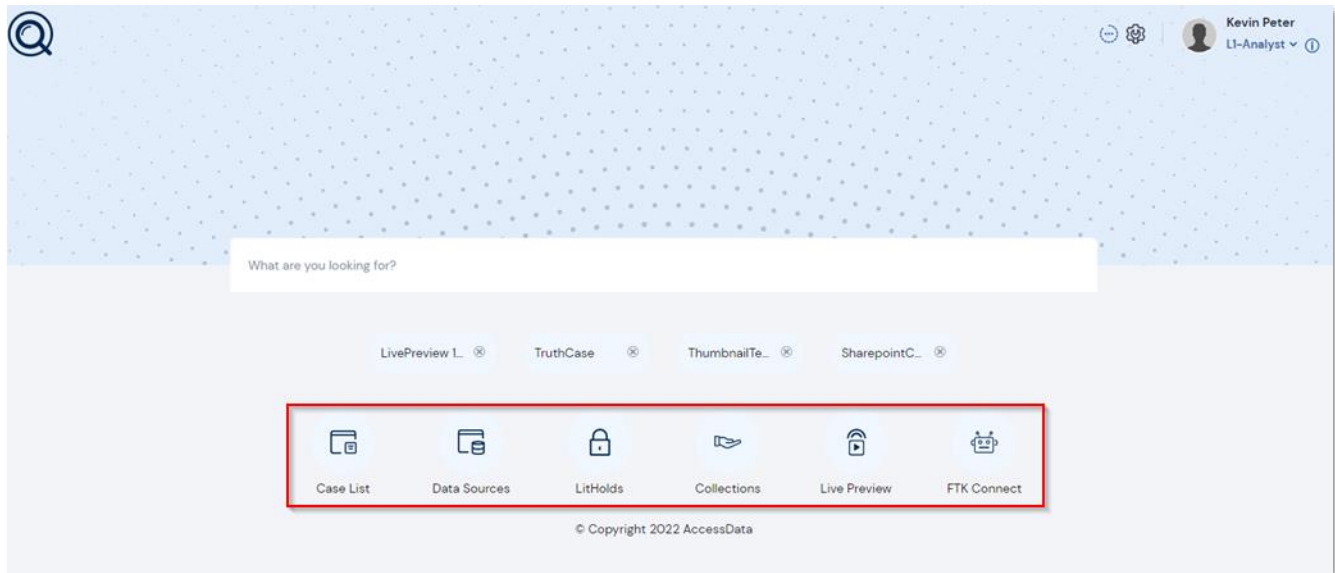 Kevin Peter
L1-Analyst
What are you looking for?
LivePreview 1... TruthCase ThumbnailTe... SharepointC...
Case List Data Sources LitHolds Collections Live Preview FTK Connect
© Copyright 2022 AccessData